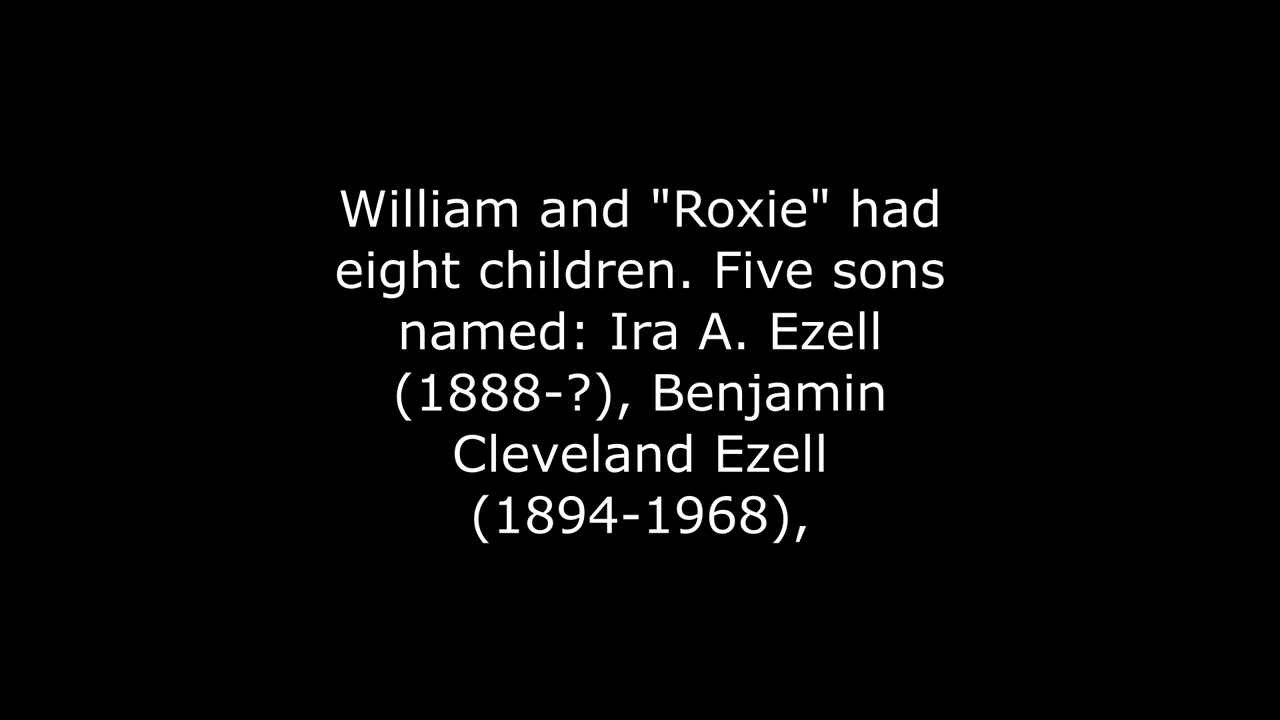 William and "Roxie" had
eight children. Five sons
named: Ira A. Ezell
(1888-?), Benjamin
Cleveland Ezell
(1894-1968),